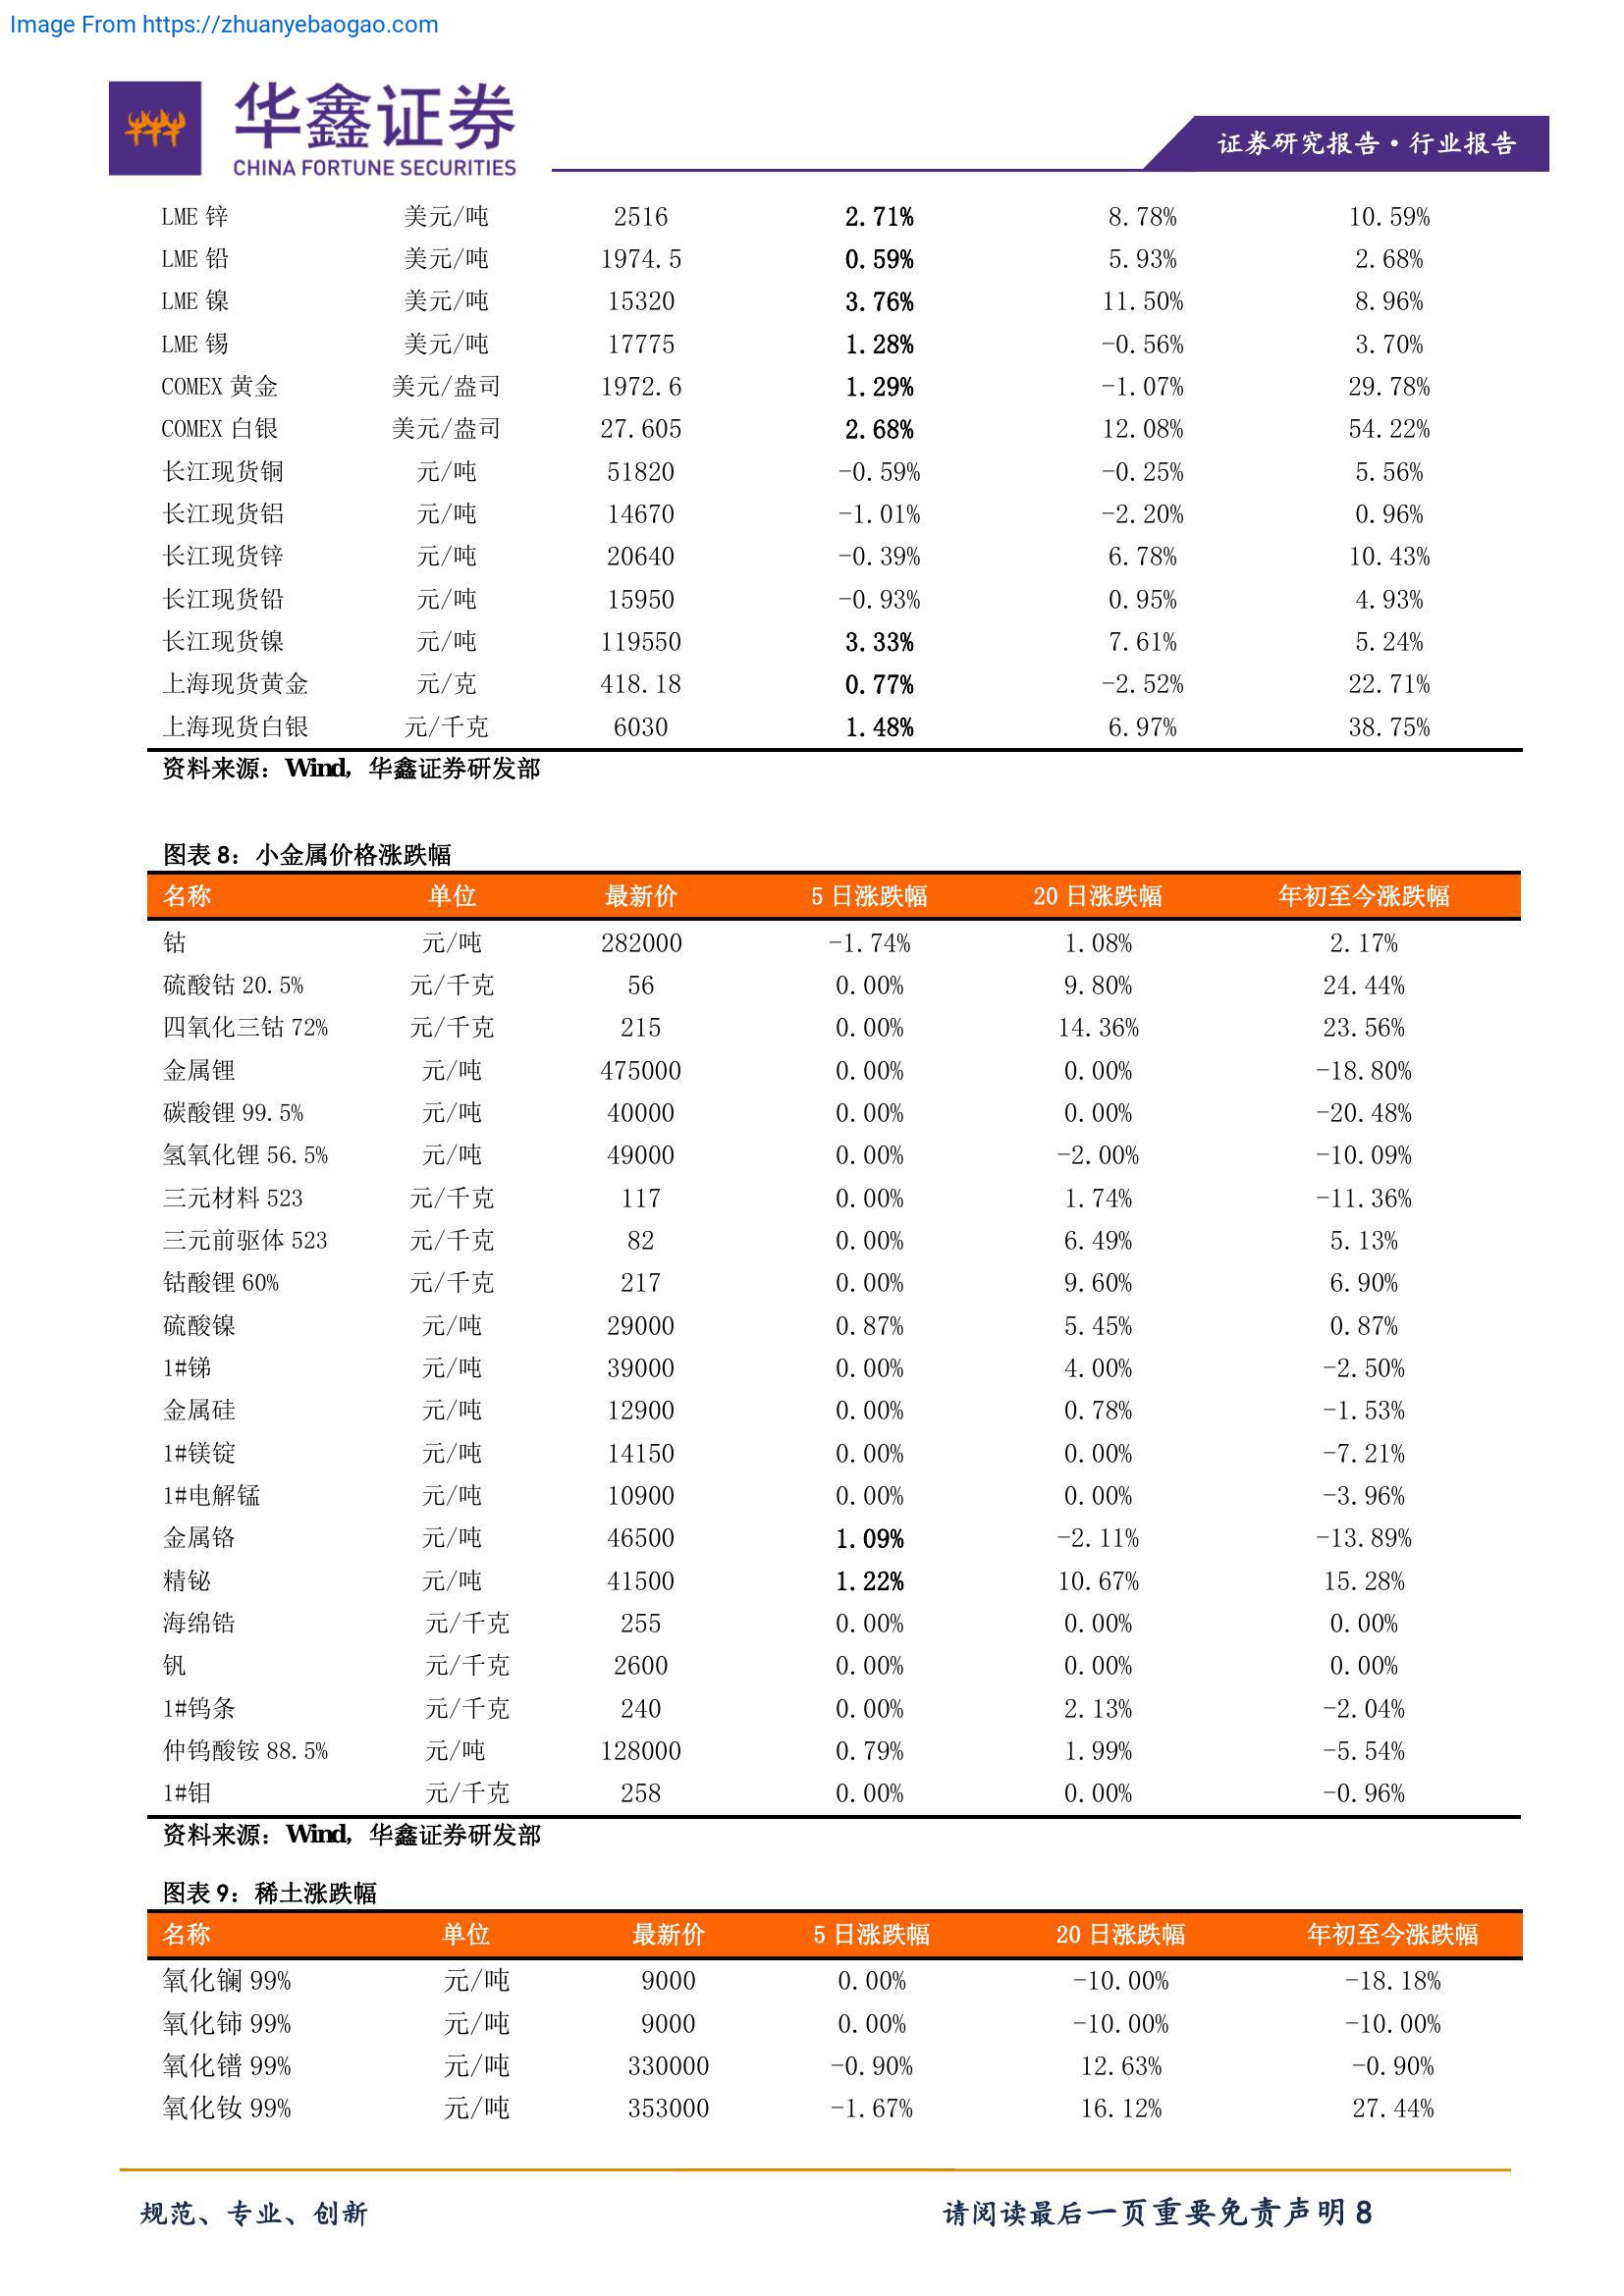 Image From https://zhuanyebaogao.com
华鑫证券
CHINA FORTUNE SECURITIES
证券研究报告·行业报告
LME 锌 美元/吨 2516 2.71% 8.78% 10.59%
LME 铅 美元/吨 1974.5 0.59% 5.93% 2.68%
LME 镍 美元/吨 15320 3.76% 11.50% 8.96%
LME 锡 美元/吨 17775 1.28% -0.56% 3.70%
COMEX 黄金 美元/盎司 1972.6 1.29% -1.07% 29.78%
COMEX 白银 美元/盎司 27.605 2.68% 12.08% 54.22%
长江现货铜 元/吨 51820 -0.59% -0.25% 5.56%
长江现货铝 元/吨 14670 -1.01% -2.20% 0.96%
长江现货锌 元/吨 20640 -0.39% 6.78% 10.43%
长江现货铅 元/吨 15950 -0.93% 0.95% 4.93%
长江现货镍 元/吨 119550 3.33% 7.61% 5.24%
上海现货黄金 元/克 418.18 0.77% -2.52% 22.71%
上海现货白银 元/千克 6030 1.48% 6.97% 38.75%
资料来源：Wind，华鑫证券研发部
图表 8：小金属价格涨跌幅
名称 单位 最新价 5 日涨跌幅 20 日涨跌幅 年初至今涨跌幅
钴 元/吨 282000 -1.74% 1.08% 2.17%
硫酸钴 20.5% 元/千克 56 0.00% 9.80% 24.44%
四氧化三钴 72% 元/千克 215 0.00% 14.36% 23.56%
金属锂 元/吨 475000 0.00% 0.00% -18.80%
碳酸锂 99.5% 元/吨 40000 0.00% 0.00% -20.48%
氢氧化锂 56.5% 元/吨 49000 0.00% -2.00% -10.09%
三元材料 523 元/千克 117 0.00% 1.74% -11.36%
三元前驱体 523 元/千克 82 0.00% 6.49% 5.13%
钴酸锂 60% 元/千克 217 0.00% 9.60% 6.90%
硫酸镍 元/吨 29000 0.87% 5.45% 0.87%
1#锑 元/吨 39000 0.00% 4.00% -2.50%
金属硅 元/吨 12900 0.00% 0.78% -1.53%
1#镁锭 元/吨 14150 0.00% 0.00% -7.21%
1#电解锰 元/吨 10900 0.00% 0.00% -3.96%
金属铬 元/吨 46500 1.09% -2.11% -13.89%
精铋 元/吨 41500 1.22% 10.67% 15.28%
海绵锆 元/千克 255 0.00% 0.00% 0.00%
钒 元/千克 2600 0.00% 0.00% 0.00%
1#钨条 元/千克 240 0.00% 2.13% -2.04%
仲钨酸铵 88.5% 元/吨 128000 0.79% 1.99% -5.54%
1#钼 元/千克 258 0.00% 0.00% -0.96%
资料来源：Wind，华鑫证券研发部
图表 9：稀土涨跌幅
名称 单位 最新价 5 日涨跌幅 20 日涨跌幅 年初至今涨跌幅
氧化镧 99% 元/吨 9000 0.00% -10.00% -18.18%
氧化铈 99% 元/吨 9000 0.00% -10.00% -10.00%
氧化镨 99% 元/吨 330000 -0.90% 12.63% -0.90%
氧化钕 99% 元/吨 353000 -1.67% 16.12% 27.44%
规范、专业、创新 请阅读最后一页重要免责声明 8